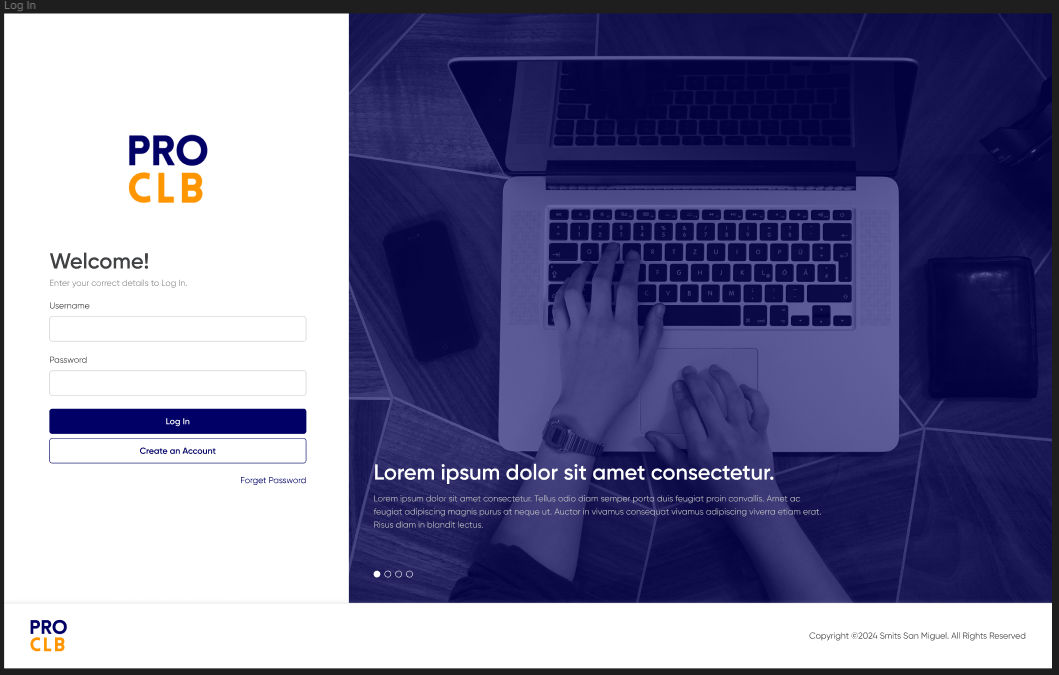 Log In
PRO
CLB
Welcome!
Enter your correct details to Log In.
Username
Password
Log In
Create an Account
Forget Password
Lorem ipsum dolor sit amet consectetur.
Lorem ipsum dolor sit amet consectetur. Tellus odio diam semper porta duis feugiat proin convallis. Amet ac
feugiat adipiscing magnis purus at neque ut. Auctor in vivamus consequat vivamus adipiscing viverra etiam erat.
Risus diam in blandit lectus.
PRO
CLB
Copyright ©2024 Smits San Miguel. All Rights Reserved